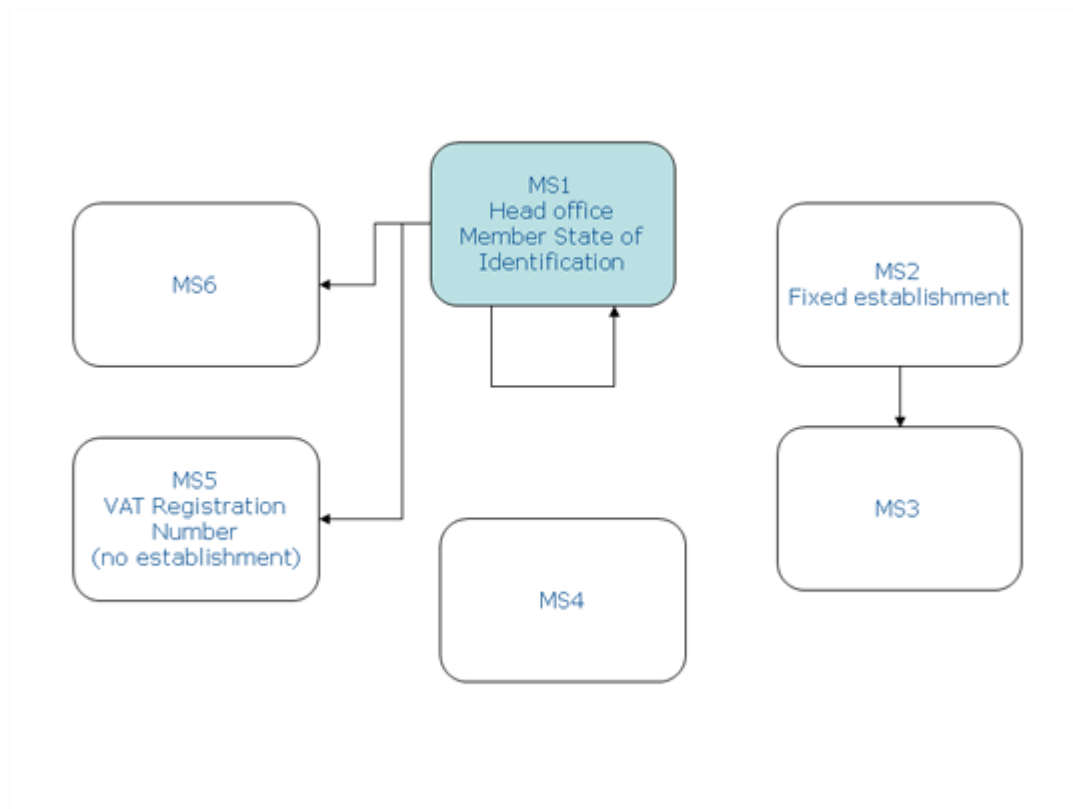 MS1
Head office
Member State of
Identification
MS6
MS2
Fixed establishment
MS5
VAT Registration
Number
(no establishment)
MS3
MS4